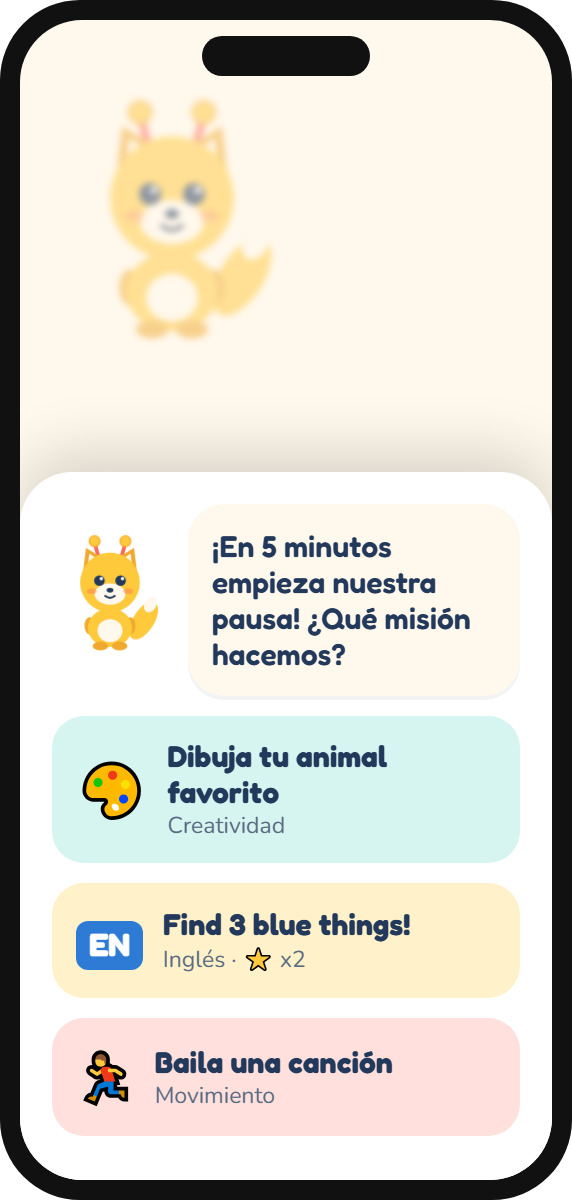 ¡En 5 minutos
empieza nuestra
pausa! ¿Qué misión
hacemos?
Dibuja tu animal
favorito
Creatividad
EN
Find 3 blue things!
Inglés · ⭐ x2
Baila una canción
Movimiento